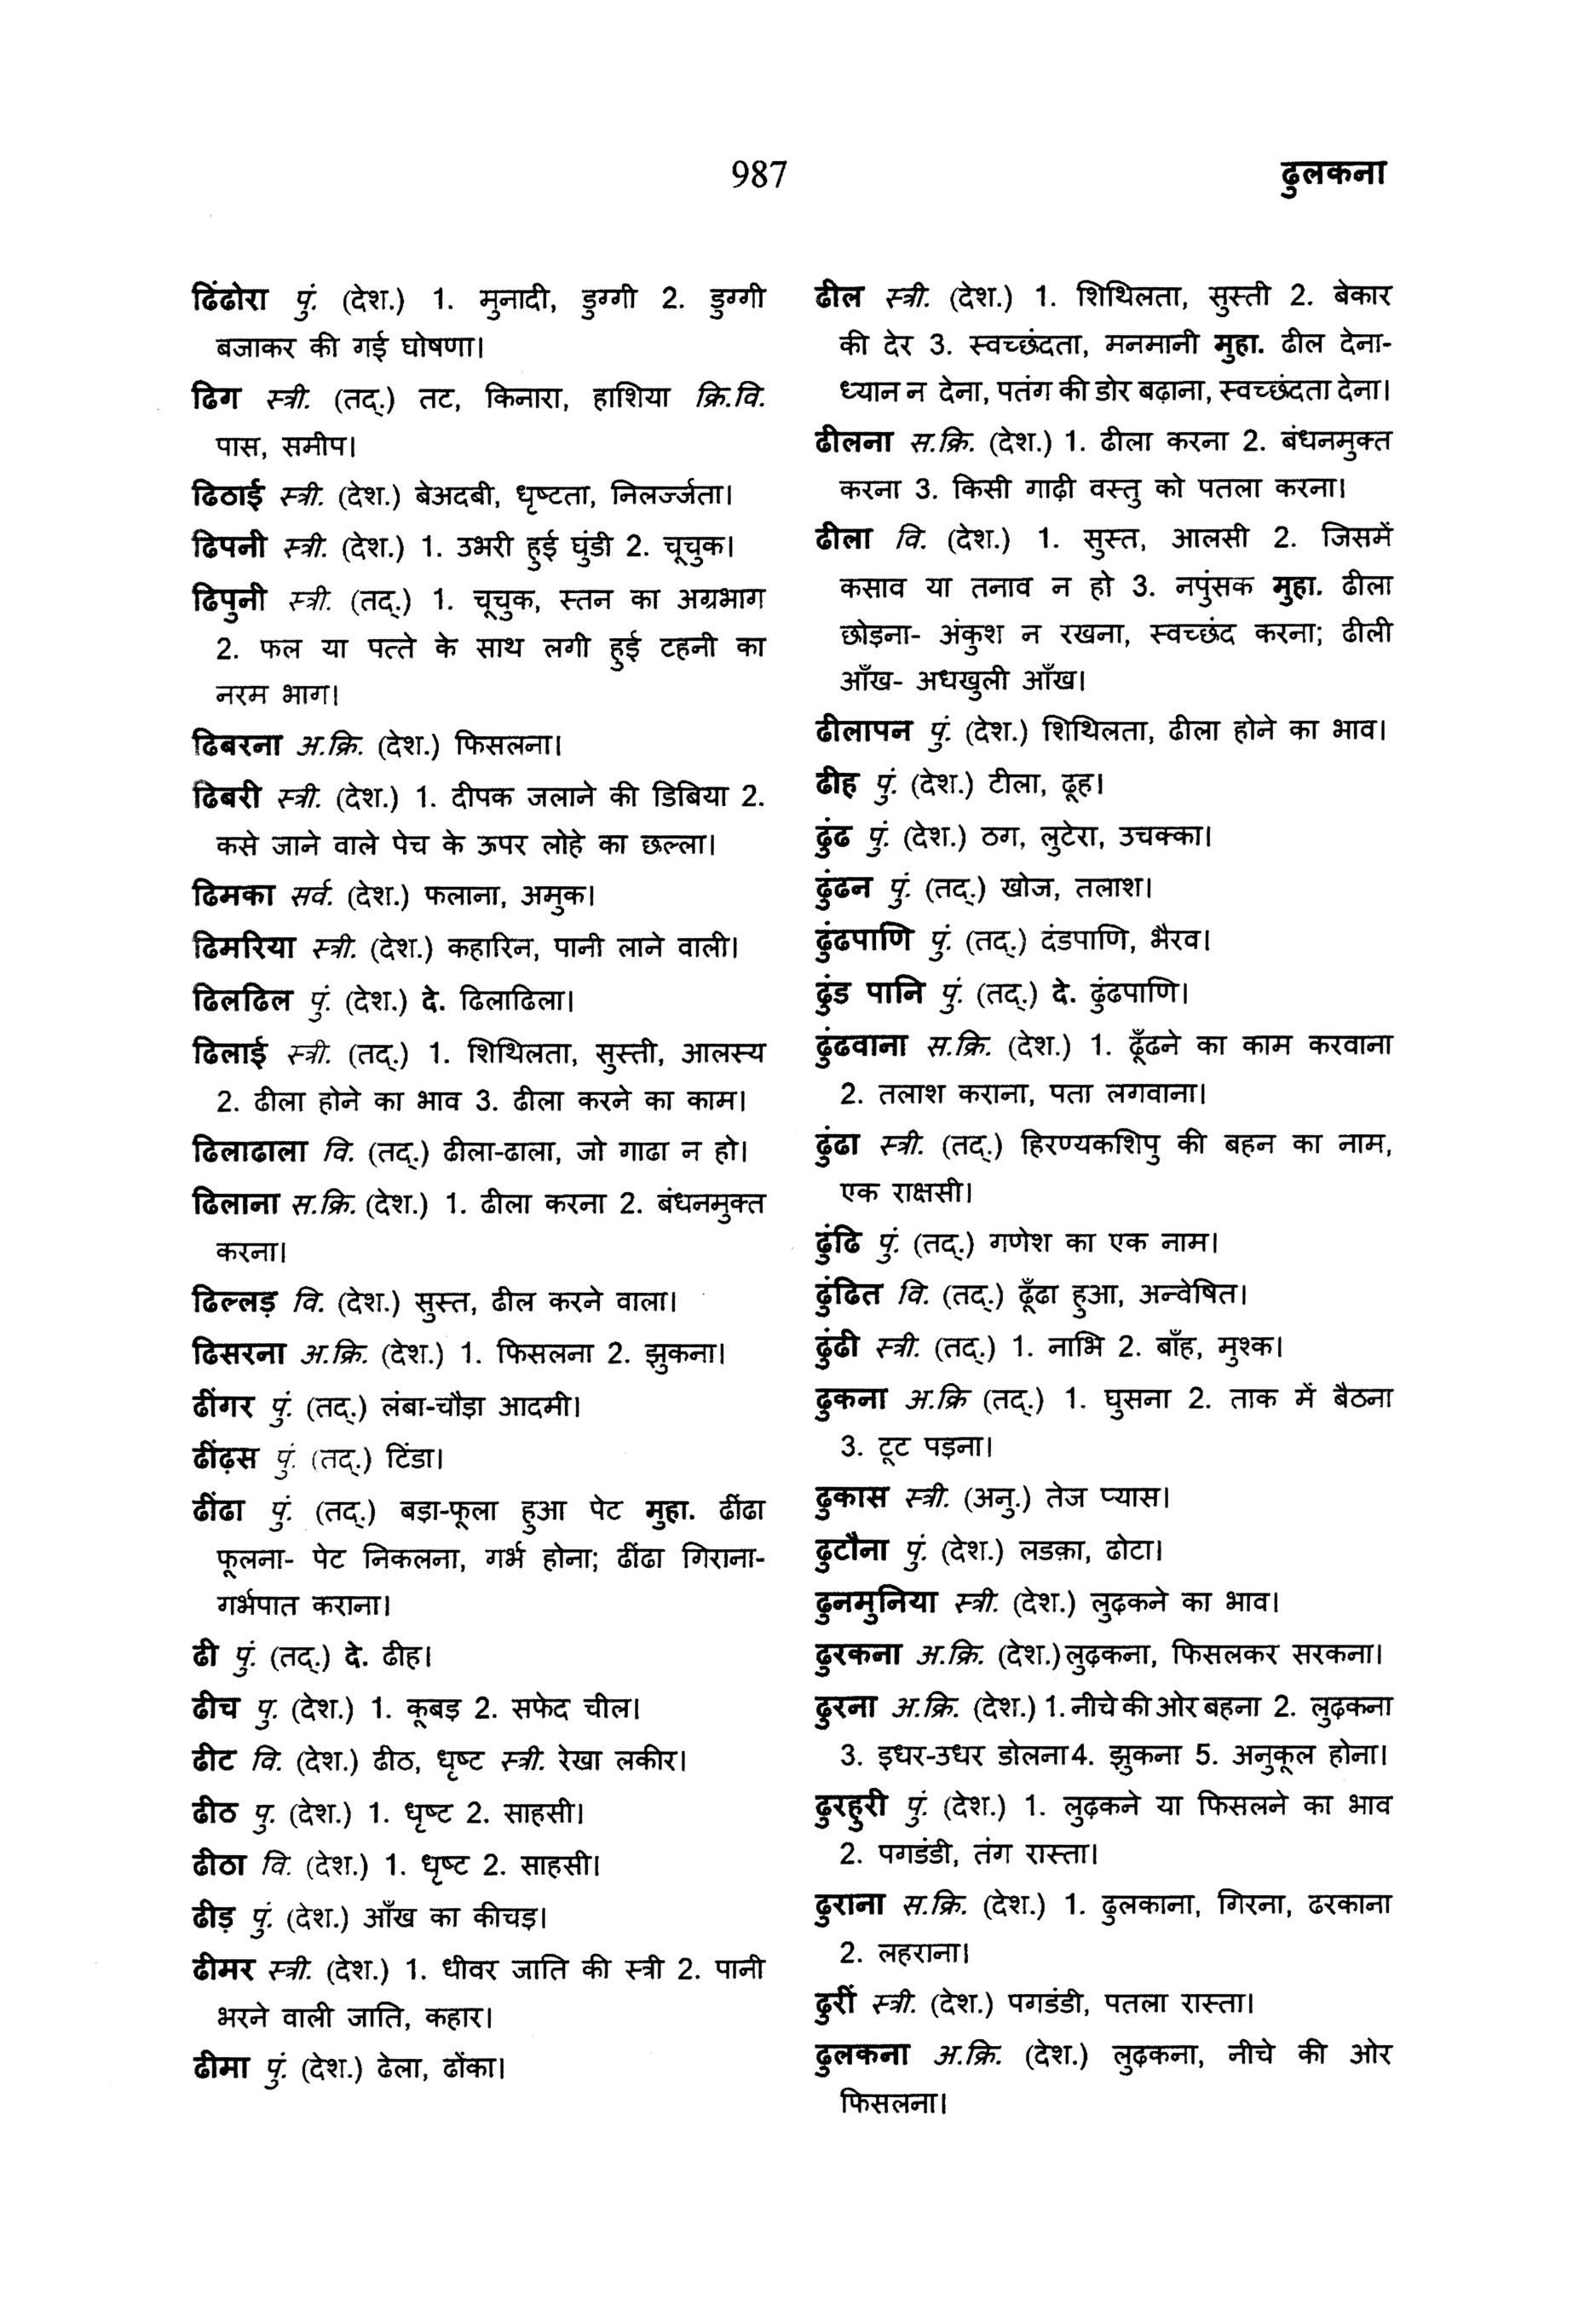 987
ढुलकना
ढिंढोरा पुं. (देश.) 1. मुनादी, डुग्गी 2. डुग्गी
बजाकर की गई घोषणा।
ढिग स्त्री. (तद्.) तट, किनारा, हाशिया क्रि.वि.
पास, समीप।
ढिठाई स्त्री. (देश.) बेअदबी, धृष्टता, निलर्ज्जता।
ढिपनी स्त्री. (देश.) 1. उभरी हुई घुंडी 2. चूचुक।
ढिपुनी स्त्री. (तद्.) 1. चूचुक, स्तन का अग्रभाग
2. फल या पत्ते के साथ लगी हुई टहनी का
नरम भाग।
ढिबरना अ.क्रि. (देश.) फिसलना।
ढिबरी स्त्री. (देश.) 1. दीपक जलाने की डिबिया 2.
कसे जाने वाले पेच के ऊपर लोहे का छल्ला।
ढिमका सर्व. (देश.) फलाना, अमुक।
ढिमरिया स्त्री. (देश.) कहारिन, पानी लाने वाली।
ढिलढिल पुं. (देश.) दे. ढिलाढिला।
ढिलाई स्त्री. (तद्.) 1. शिथिलता, सुस्ती, आलस्य
2. ढीला होने का भाव 3. ढीला करने का काम।
ढिलाढाला वि. (तद्.) ढीला-ढाला, जो गाढा न हो।
ढिलाना स.क्रि. (देश.) 1. ढीला करना 2. बंधनमुक्त
करना।
ढिल्लड़ वि. (देश.) सुस्त, ढील करने वाला।
ढिसरना अ.क्रि. (देश.) 1. फिसलना 2. झुकना।
ढींगर पुं. (तद्.) लंबा-चौड़ा आदमी।
ढींढ़स पुं. (तद्.) टिंडा।
ढींढा पुं. (तद्.) बड़ा-फूला हुआ पेट मुहा. ढींढा
फूलना- पेट निकलना, गर्भ होना; ढींढा गिराना-
गर्भपात कराना।
ढी पुं. (तद्.) दे. ढीह।
ढीच पु. (देश.) 1. कूबड़ 2. सफेद चील।
ढीट वि. (देश.) ढीठ, धृष्ट स्त्री. रेखा लकीर।
ढीठ पु. (देश.) 1. धृष्ट 2. साहसी।
ढीठा वि. (देश.) 1. धृष्ट 2. साहसी।
ढीड़ पुं. (देश.) आँख का कीचड़।
ढीमर स्त्री. (देश.) 1. धीवर जाति की स्त्री 2. पानी
भरने वाली जाति, कहार।
ढीमा पुं. (देश.) ढेला, ढोंका।
ढील स्त्री. (देश.) 1. शिथिलता, सुस्ती 2. बेकार
की देर 3. स्वच्छंदता, मनमानी मुहा. ढील देना-
ध्यान न देना, पतंग की डोर बढ़ाना, स्वच्छंदता देना।
ढीलना स.क्रि. (देश.) 1. ढीला करना 2. बंधनमुक्त
करना 3. किसी गाढ़ी वस्तु को पतला करना।
ढीला वि. (देश.) 1. सुस्त, आलसी 2. जिसमें
कसाव या तनाव न हो 3. नपुंसक मुहा. ढीला
छोड़ना- अंकुश न रखना, स्वच्छंद करना; ढीली
आँख- अधखुली आँख।
ढीलापन पुं. (देश.) शिथिलता, ढीला होने का भाव।
ढीह पुं. (देश.) टीला, ढूह।
ढुंढ पुं. (देश.) ठग, लुटेरा, उचक्का।
ढुंढन पुं. (तद्.) खोज, तलाश।
ढुंढपाणि पुं. (तद्.) दंडपाणि, भैरव।
ढुंड पानि पुं. (तद्.) दे. ढुंढपाणि।
ढुंढवाना स.क्रि. (देश.) 1. ढूँढने का काम करवाना
2. तलाश कराना, पता लगवाना।
ढुंढा स्त्री. (तद्.) हिरण्यकशिपु की बहन का नाम,
एक राक्षसी।
ढुंढि पुं. (तद्.) गणेश का एक नाम।
ढुंढित वि. (तद्.) ढूँढा हुआ, अन्वेषित।
ढुंढी स्त्री. (तद्.) 1. नाभि 2. बाँह, मुश्क।
ढुकना अ.क्रि (तद्.) 1. घुसना 2. ताक में बैठना
3. टूट पड़ना।
ढुकास स्त्री. (अनु.) तेज प्यास।
ढुटौना पुं. (देश.) लडक़ा, ढोटा।
ढुनमुनिया स्त्री. (देश.) लुढ़कने का भाव।
ढुरकना अ.क्रि. (देश.) लुढ़कना, फिसलकर सरकना।
ढुरना अ.क्रि. (देश.) 1. नीचे की ओर बहना 2. लुढ़कना
3. इधर-उधर डोलना 4. झुकना 5. अनुकूल होना।
ढुरहुरी पुं. (देश.) 1. लुढ़कने या फिसलने का भाव
2. पगडंडी, तंग रास्ता।
ढुराना स.क्रि. (देश.) 1. ढुलकाना, गिरना, ढरकाना
2. लहराना।
ढुर्री स्त्री. (देश.) पगडंडी, पतला रास्ता।
ढुलकना अ.क्रि. (देश.) लुढ़कना, नीचे की ओर
फिसलना।